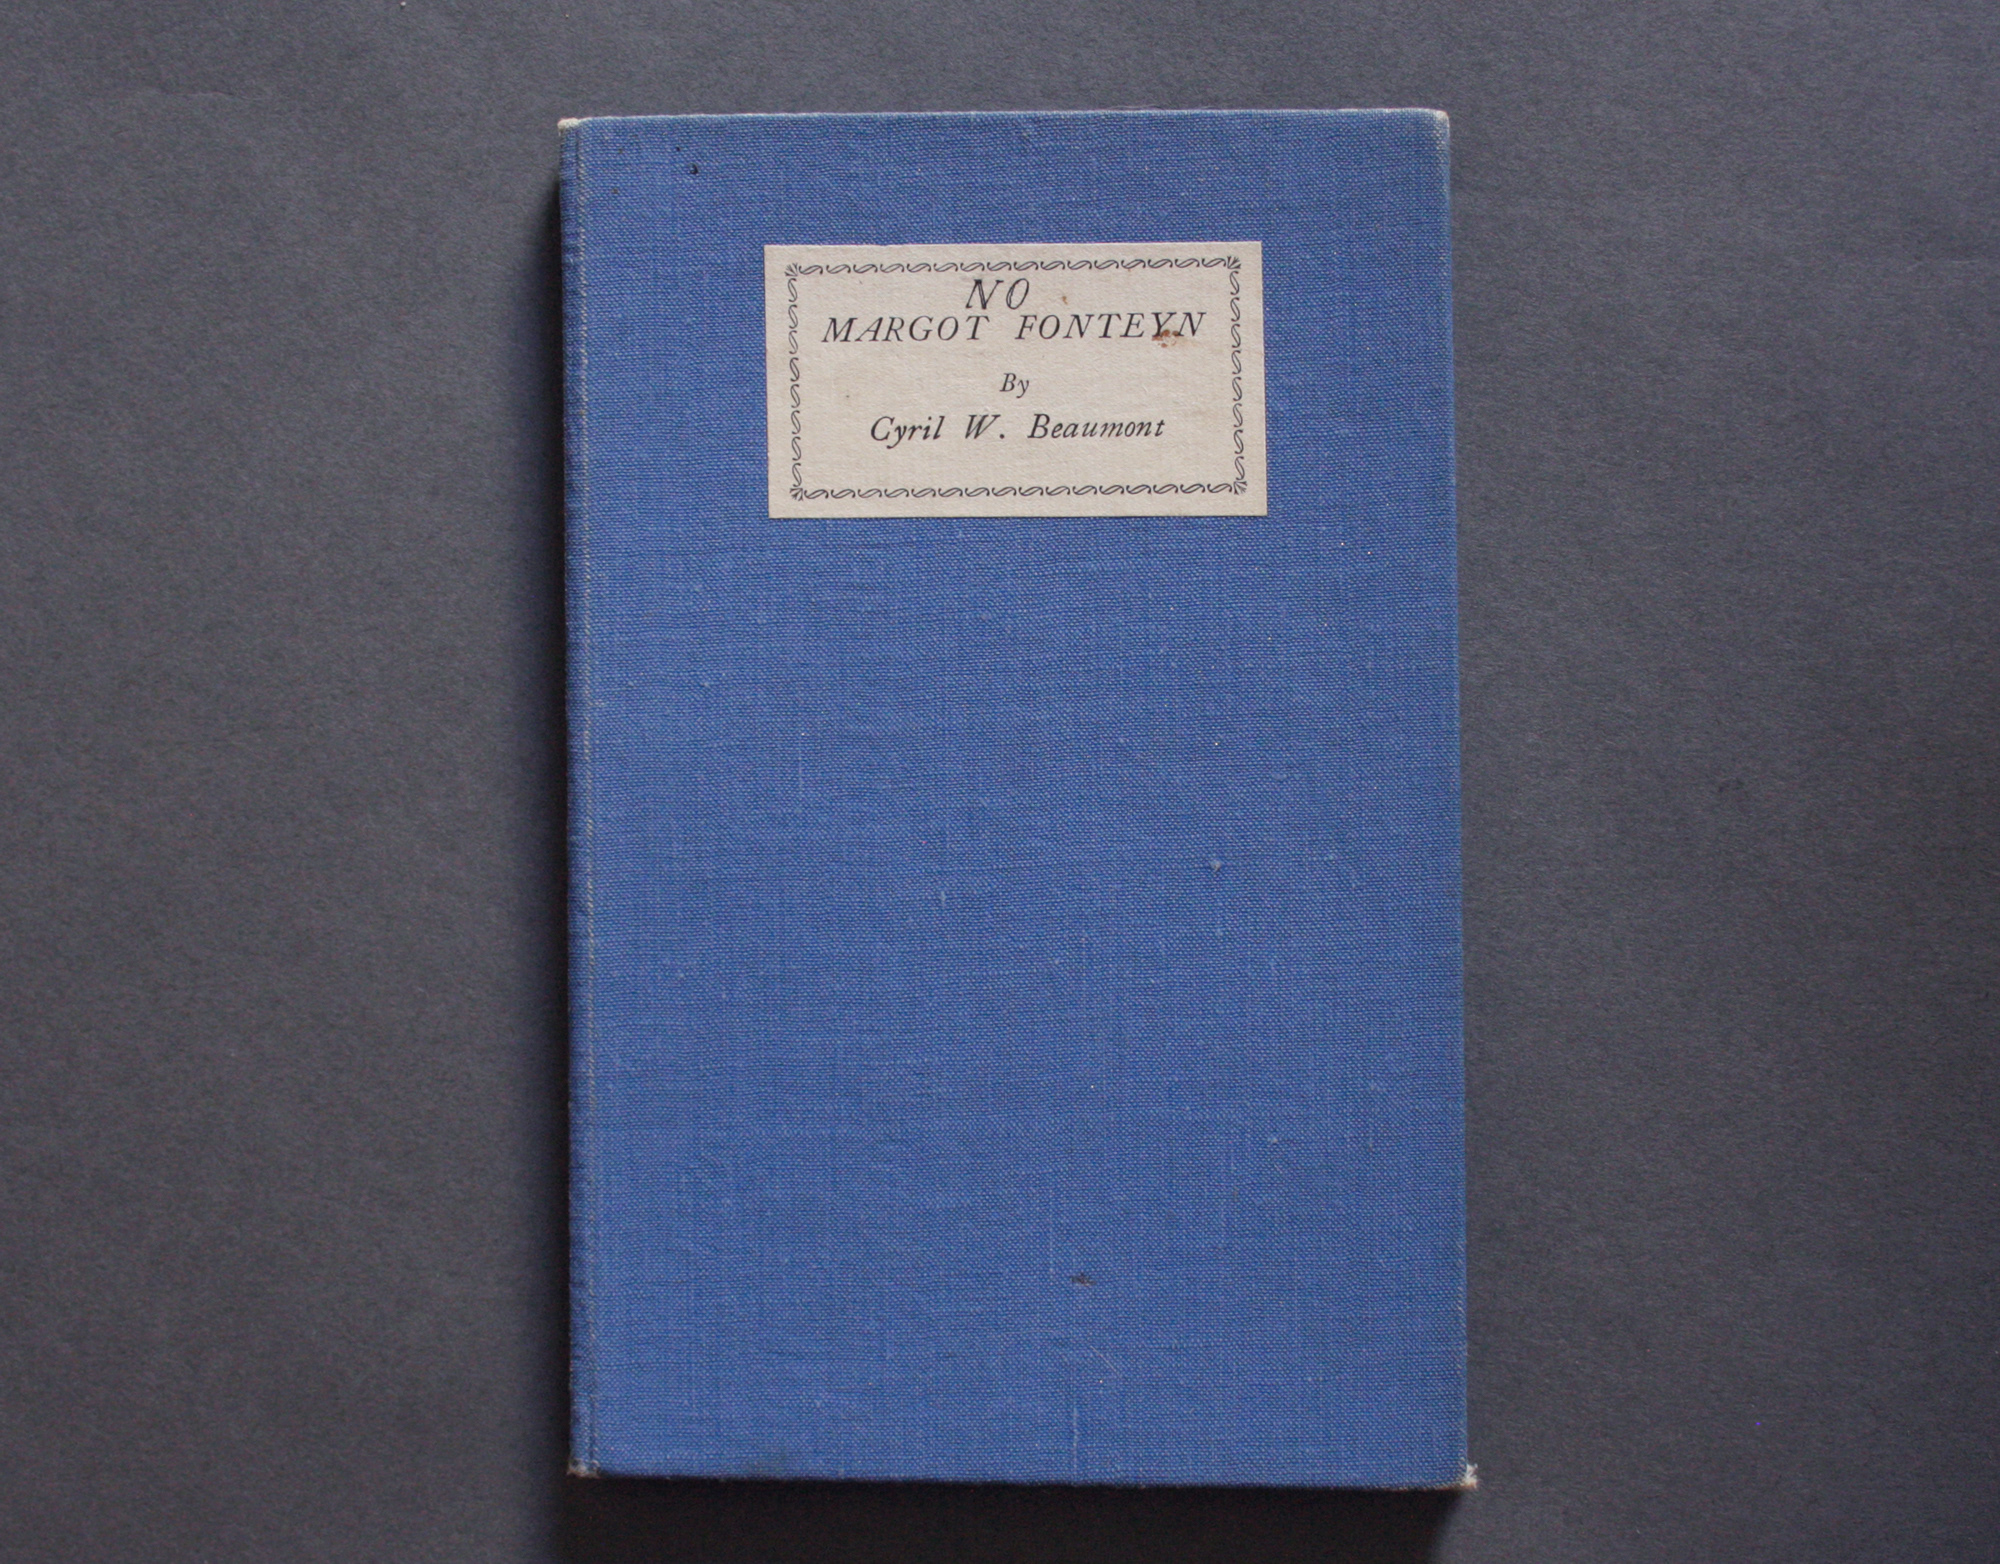 NO
MARGOT FONTEYN
By
Cyril W. Beaumont